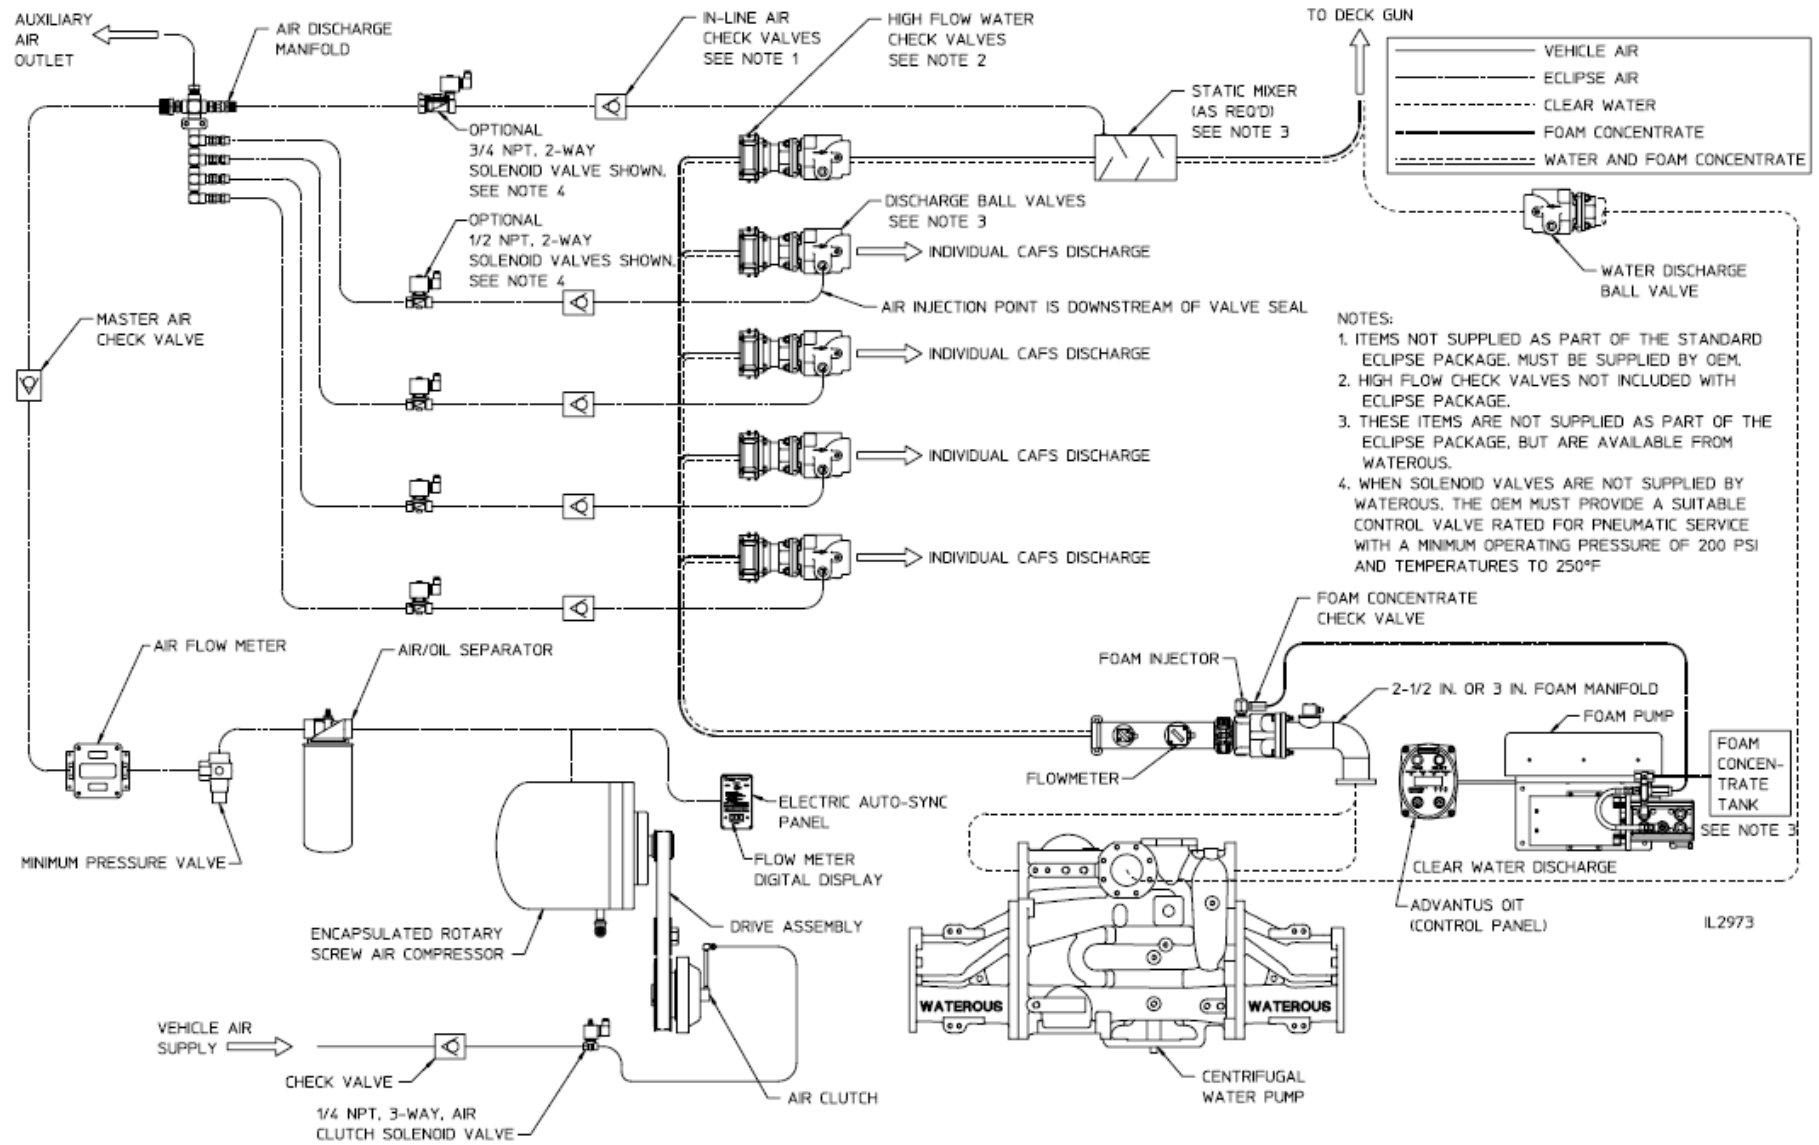 AUXILIARY
AIR
OUTLET
AIR DISCHARGE
MANIFOLD
IN-LINE AIR
CHECK VALVES
SEE NOTE 1
HIGH FLOW WATER
CHECK VALVES
SEE NOTE 2
TO DECK GUN
VEHICLE AIR
ECLIPSE AIR
CLEAR WATER
FOAM CONCENTRATE
WATER AND FOAM CONCENTRATE
STATIC MIXER
(AS REQ'D)
SEE NOTE 3
OPTIONAL
3/4 NPT, 2-WAY
SOLENOID VALVE SHOWN.
SEE NOTE 4
OPTIONAL
1/2 NPT, 2-WAY
SOLENOID VALVES SHOWN.
SEE NOTE 4
DISCHARGE BALL VALVES
SEE NOTE 3
INDIVIDUAL CAFS DISCHARGE
AIR INJECTION POINT IS DOWNSTREAM OF VALVE SEAL
INDIVIDUAL CAFS DISCHARGE
INDIVIDUAL CAFS DISCHARGE
INDIVIDUAL CAFS DISCHARGE
WATER DISCHARGE
BALL VALVE
MASTER AIR
CHECK VALVE
NOTES:
1. ITEMS NOT SUPPLIED AS PART OF THE STANDARD
ECLIPSE PACKAGE. MUST BE SUPPLIED BY OEM.
2. HIGH FLOW CHECK VALVES NOT INCLUDED WITH
ECLIPSE PACKAGE.
3. THESE ITEMS ARE NOT SUPPLIED AS PART OF THE
ECLIPSE PACKAGE, BUT ARE AVAILABLE FROM
WATEROUS.
4. WHEN SOLENOID VALVES ARE NOT SUPPLIED BY
WATEROUS, THE OEM MUST PROVIDE A SUITABLE
CONTROL VALVE RATED FOR PNEUMATIC SERVICE
WITH A MINIMUM OPERATING PRESSURE OF 200 PSI
AND TEMPERATURES TO 250°F
AIR FLOW METER
AIR/OIL SEPARATOR
MINIMUM PRESSURE VALVE
FOAM CONCENTRATE
CHECK VALVE
FOAM INJECTOR
2-1/2 IN. OR 3 IN. FOAM MANIFOLD
FOAM PUMP
FOAM
CONCEN-
TRATE
TANK
SEE NOTE 3
FLOWMETER
ELECTRIC AUTO-SYNC
PANEL
FLOW METER
DIGITAL DISPLAY
CLEAR WATER DISCHARGE
ADVANTUS OIT
(CONTROL PANEL)
IL2973
DRIVE ASSEMBLY
ENCAPSULATED ROTARY
SCREW AIR COMPRESSOR
WATEROUS
WATEROUS
VEHICLE AIR
SUPPLY
CHECK VALVE
AIR CLUTCH
1/4 NPT, 3-WAY, AIR
CLUTCH SOLENOID VALVE
CENTRIFUGAL
WATER PUMP